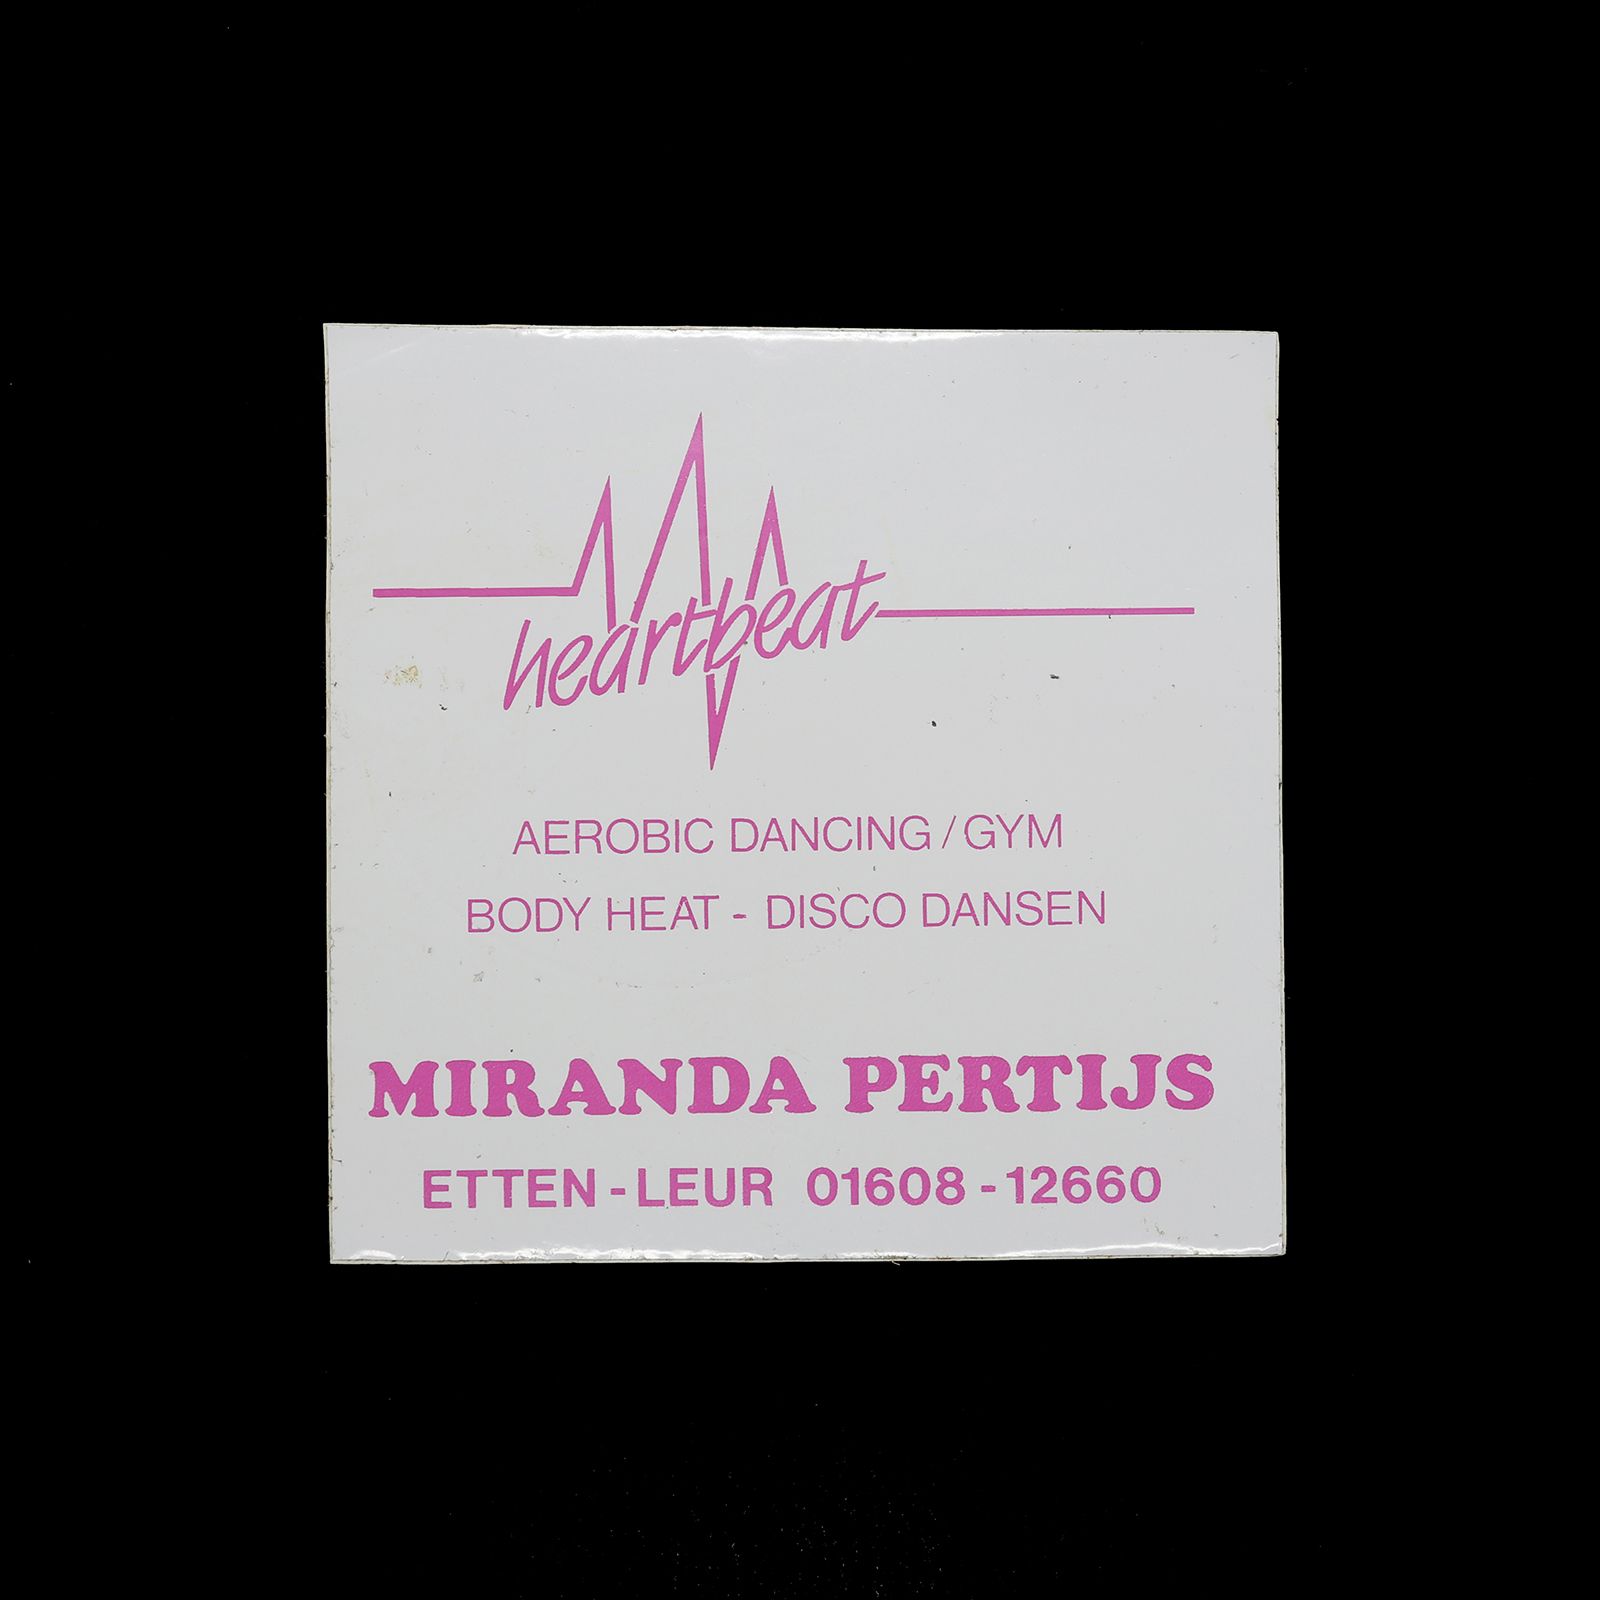 heartbeat
AEROBIC DANCING / GYM
BODY HEAT - DISCO DANSEN
MIRANDA PERTIJS
ETTEN - LEUR 01608 - 12660